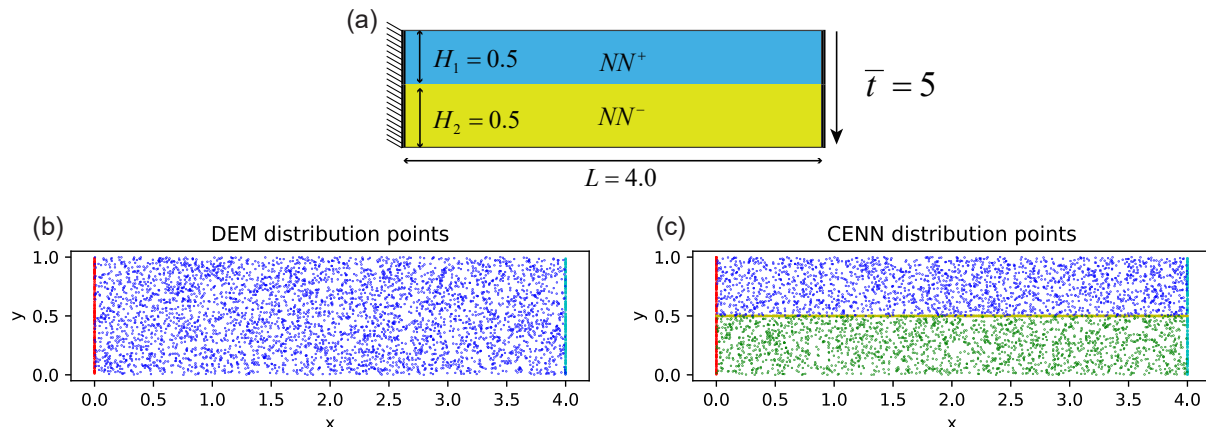 (a)
H₁ = 0.5
NN⁺
t̄ = 5
H₂ = 0.5
NN⁻
L = 4.0
(b)
DEM distribution points
1.0
y
0.5
0.0
0.0 0.5 1.0 1.5 2.0 2.5 3.0 3.5 4.0
x
(c)
CENN distribution points
1.0
y
0.5
0.0
0.0 0.5 1.0 1.5 2.0 2.5 3.0 3.5 4.0
x